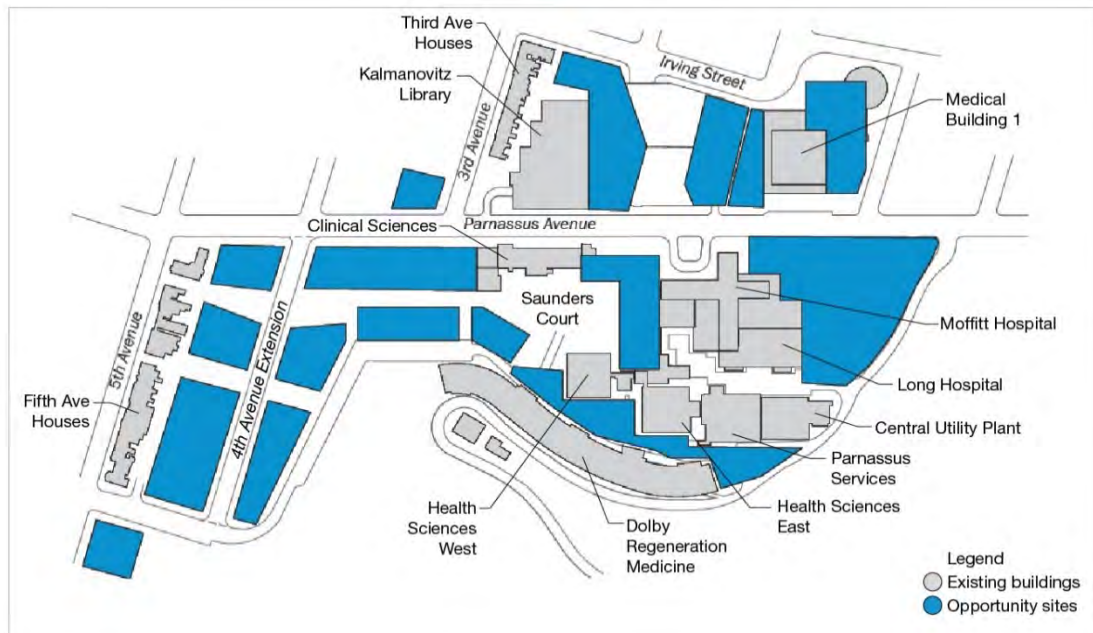 Third Ave
Houses
Kalmanovitz
Library
Irving Street
Medical
Building 1
3rd Avenue
Parnassus Avenue
Clinical Sciences
Saunders
Court
Moffitt Hospital
5th Avenue
4th Avenue Extension
Long Hospital
Fifth Ave
Houses
Central Utility Plant
Parnassus
Services
Health
Sciences
West
Dolby
Regeneration
Medicine
Health Sciences
East
Legend
Existing buildings
Opportunity sites